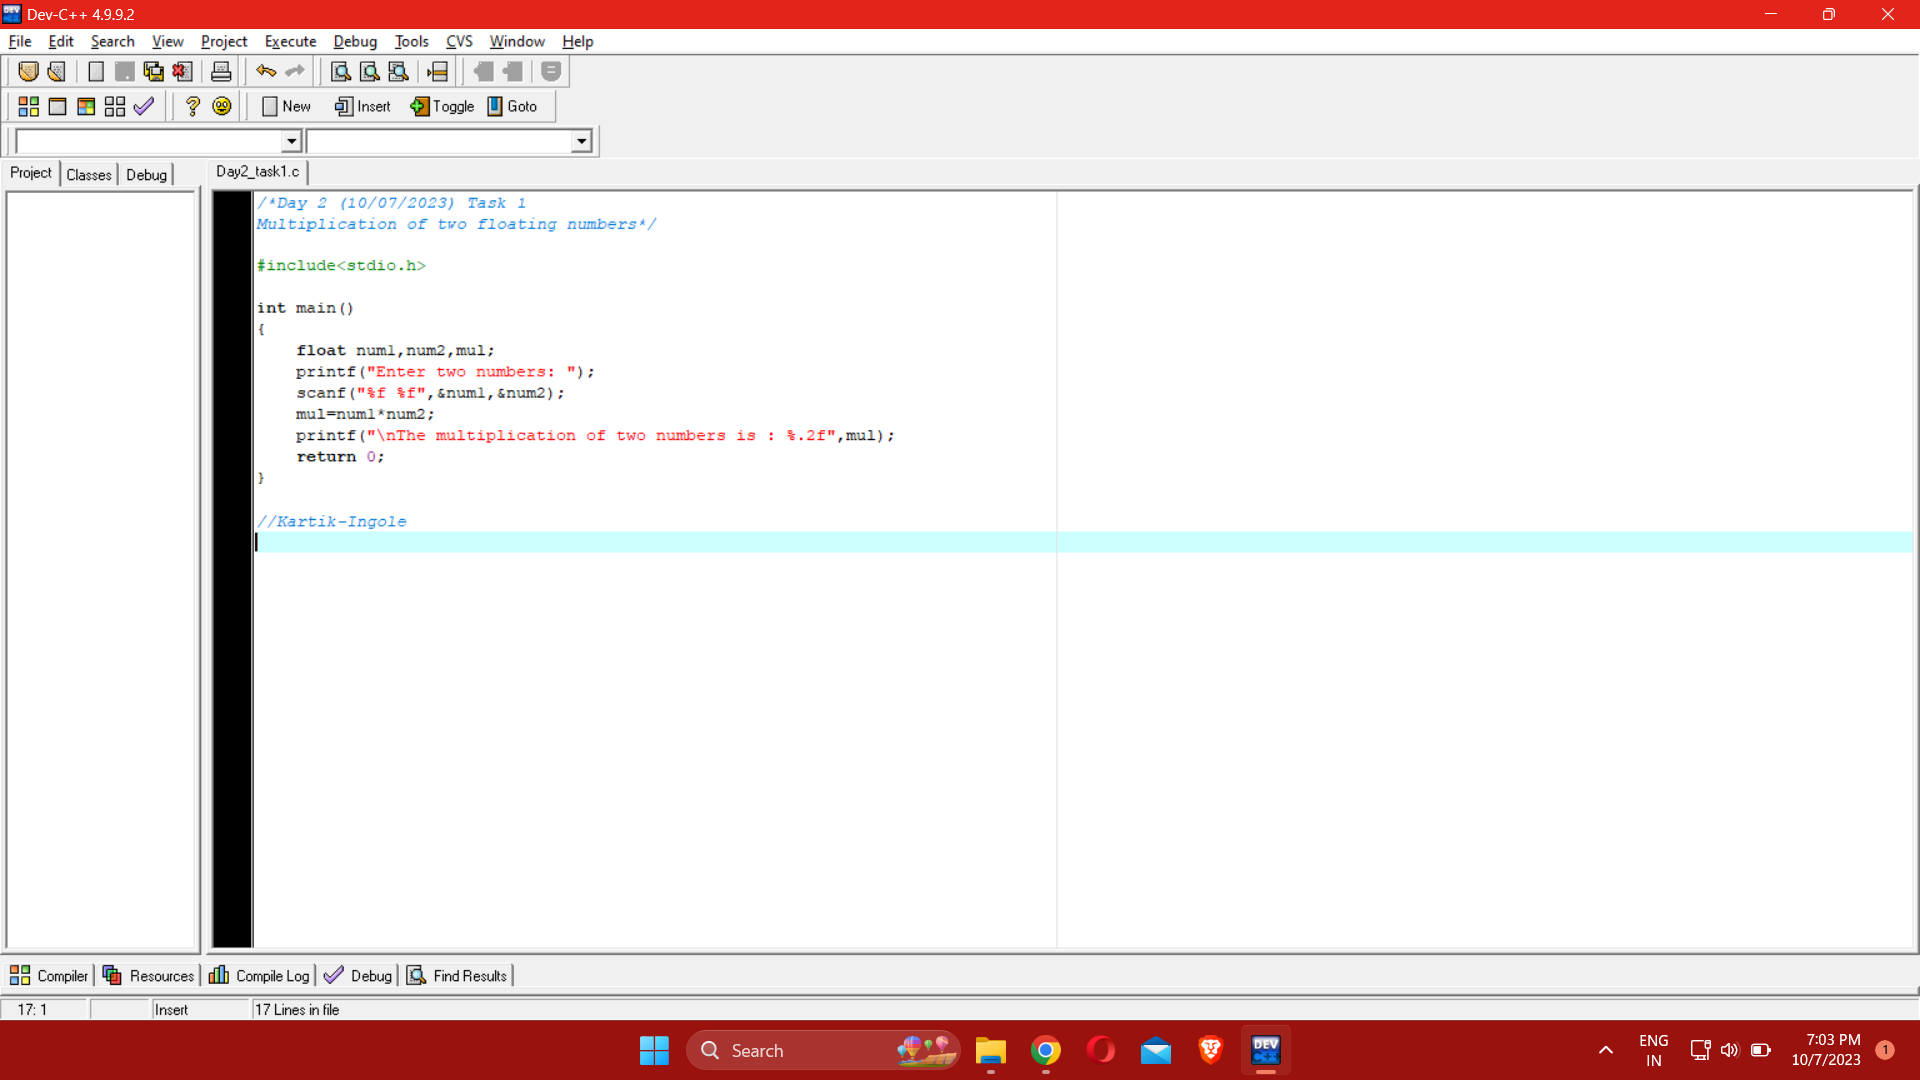 Dev-C++ 4.9.9.2
File Edit Search View Project Execute Debug Tools CVS Window Help
New Insert Toggle Goto
Project Classes Debug
Day2_task1.c
/*Day 2 (10/07/2023) Task 1
Multiplication of two floating numbers*/
#include<stdio.h>
int main()
{
float num1,num2,mul;
printf("Enter two numbers: ");
scanf("%f %f",&num1,&num2);
mul=num1*num2;
printf("\nThe multiplication of two numbers is : %.2f",mul);
return 0;
}
//Kartik-Ingole
Compiler Resources Compile Log Debug Find Results
17: 1 Insert 17 Lines in file
Search
DEV C++
ENG
IN
7:03 PM
10/7/2023
1